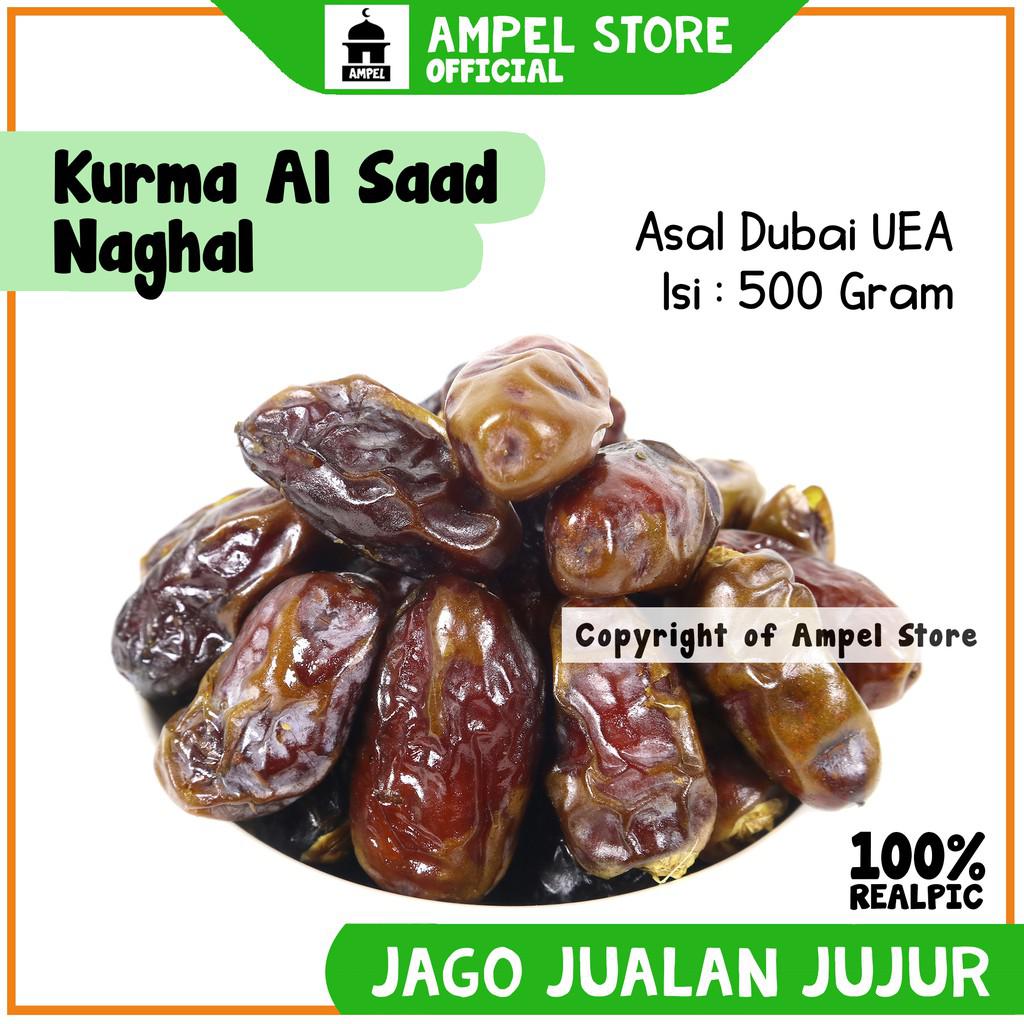 AMPEL
AMPEL STORE
OFFICIAL
Kurma Al Saad
Naghal
Asal Dubai UEA
Isi : 500 Gram
Copyright of Ampel Store
100%
REALPIC
JAGO JUALAN JUJUR